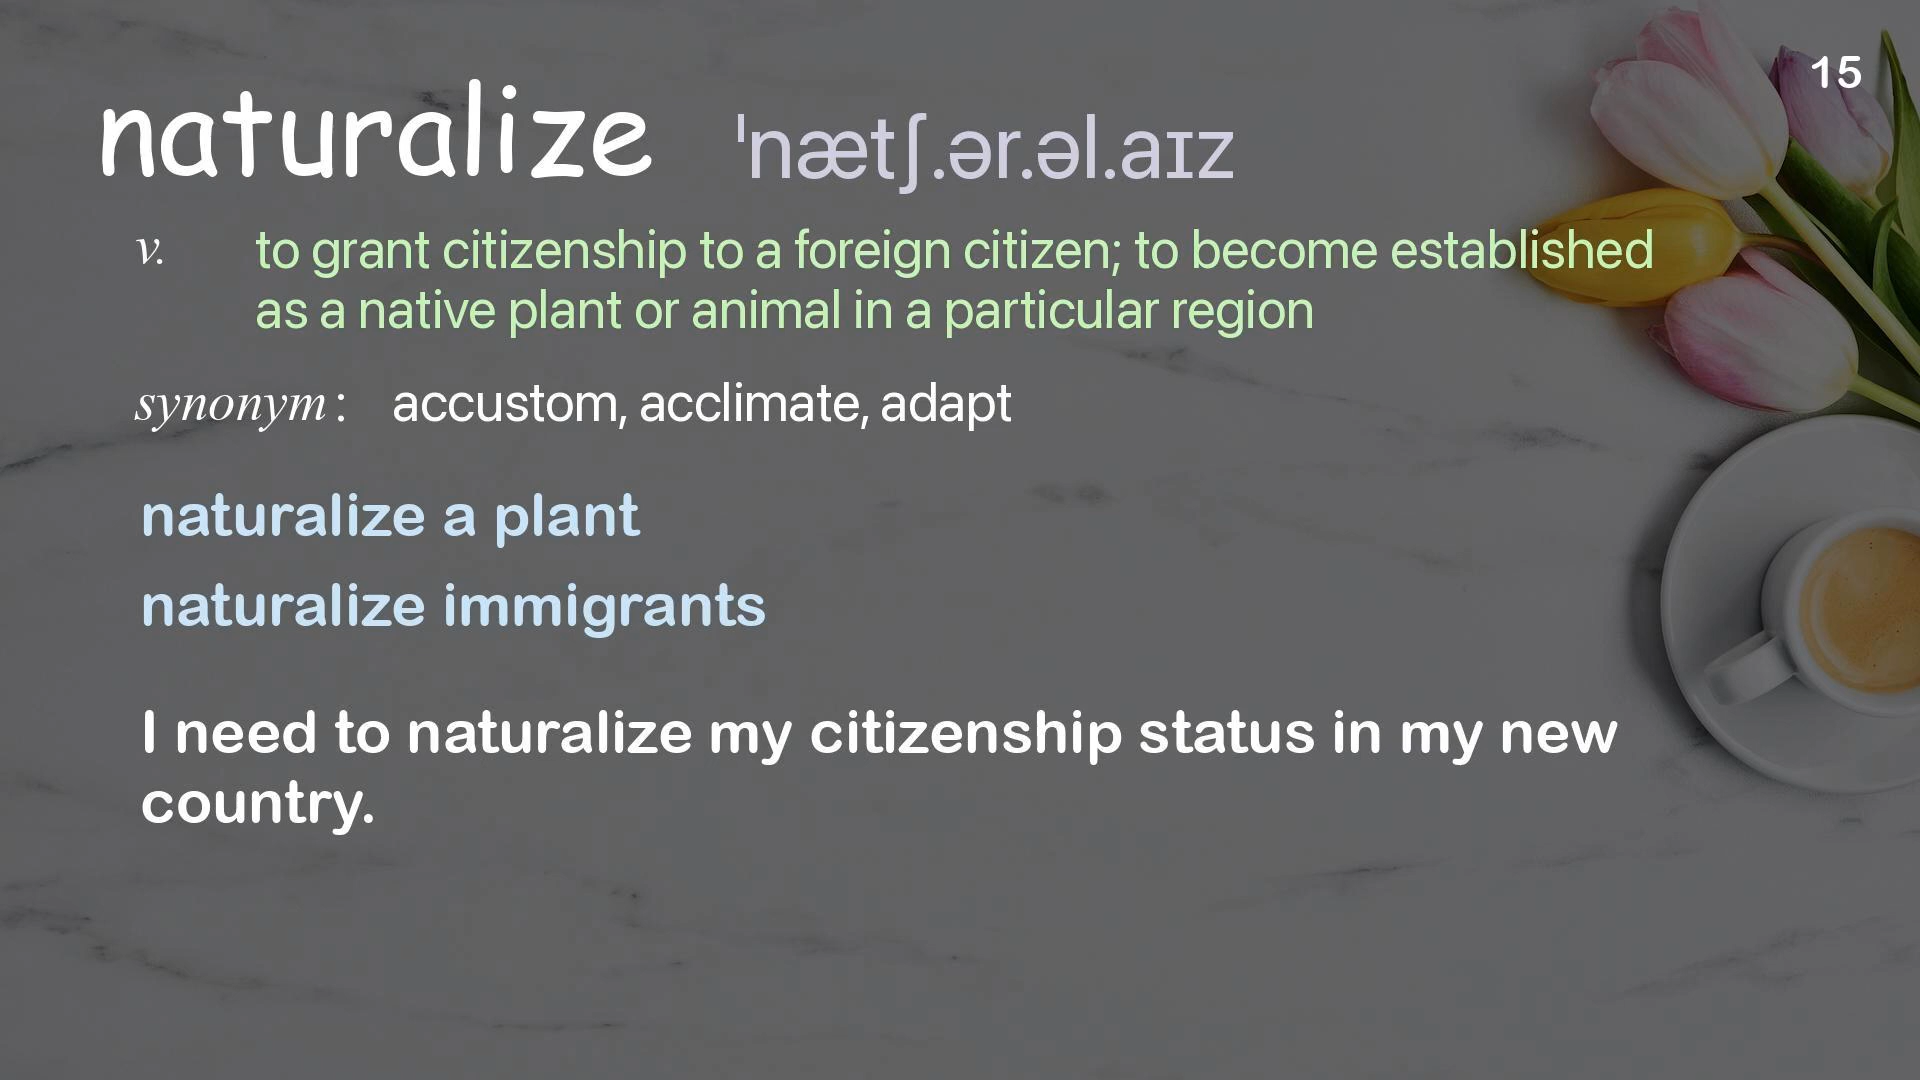 15
naturalize ˈnætʃ.ər.əl.aɪz
v. to grant citizenship to a foreign citizen; to become established
as a native plant or animal in a particular region
synonym: accustom, acclimate, adapt
naturalize a plant
naturalize immigrants
I need to naturalize my citizenship status in my new
country.